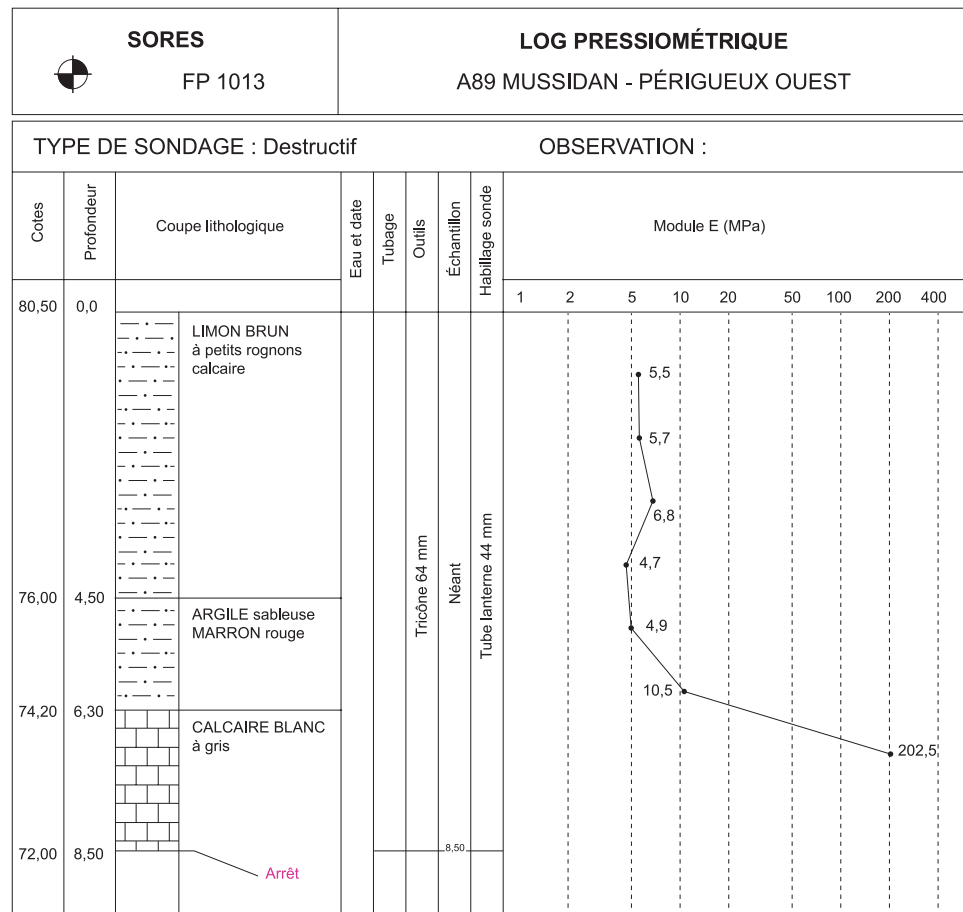 SORES
FP 1013
LOG PRESSIOMÉTRIQUE
A89 MUSSIDAN - PÉRIGUEUX OUEST
TYPE DE SONDAGE : Destructif
OBSERVATION :
Cotes
Profondeur
Coupe lithologique
Eau et date
Tubage
Outils
Échantillon
Habillage sonde
Module E (MPa)
80,50 0,0
1 2 5 10 20 50 100 200 400
LIMON BRUN
à petits rognons
calcaire
5,5
5,7
6,8
4,7
Tricône 64 mm
Néant
Tube lanterne 44 mm
76,00 4,50
ARGILE sableuse
MARRON rouge
4,9
10,5
74,20 6,30
CALCAIRE BLANC
à gris
202,5
72,00 8,50
8,50
Arrêt